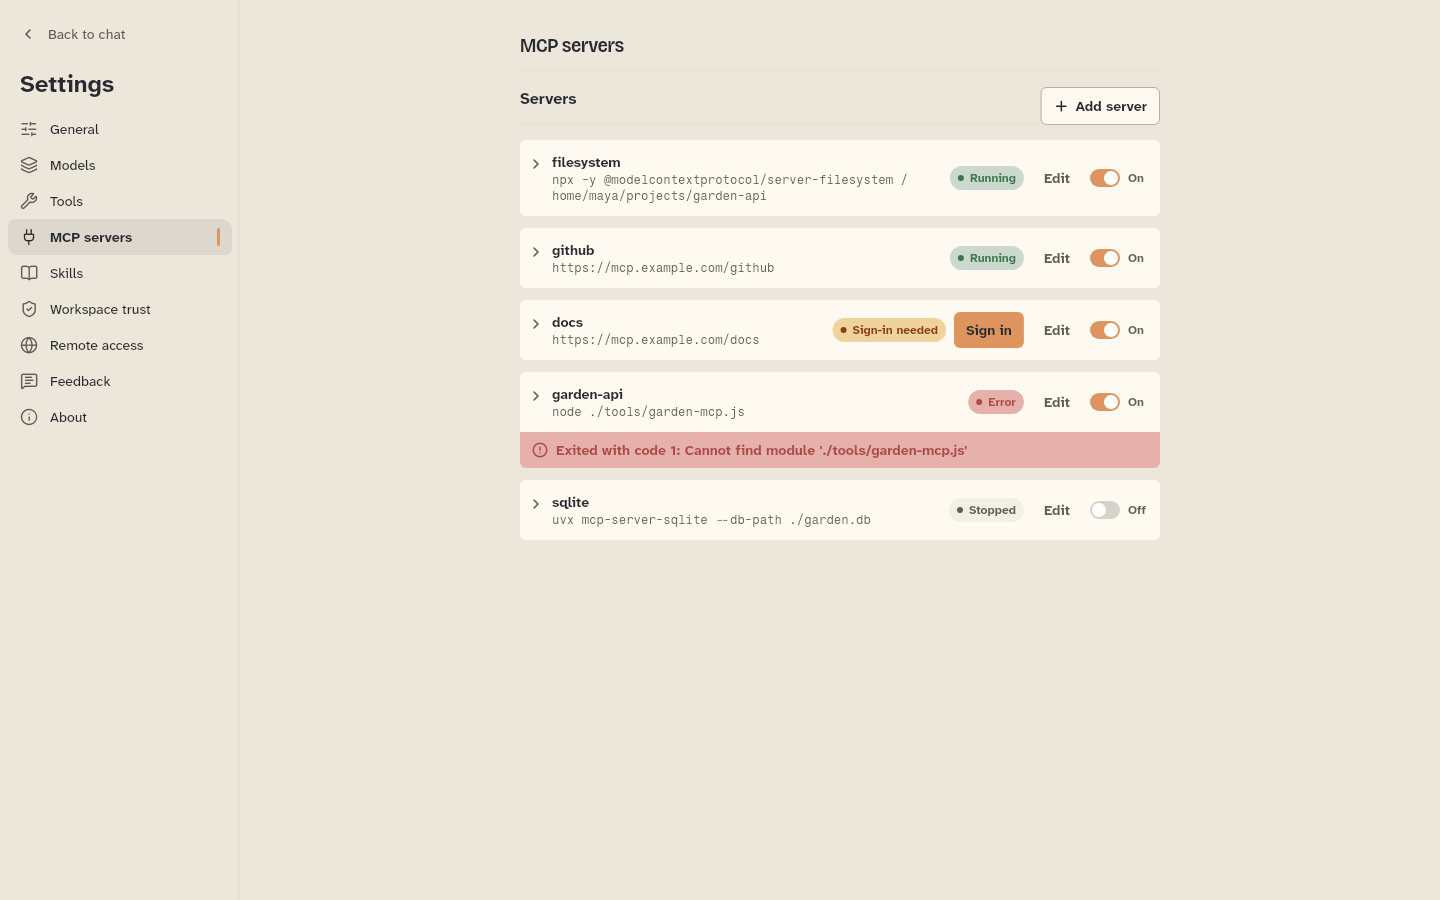 Back to chat
Settings
General
Models
Tools
MCP servers
Skills
Workspace trust
Remote access
Feedback
About
MCP servers
Servers
Add server
filesystem
npx -y @modelcontextprotocol/server-filesystem /
home/maya/projects/garden-api
Running
Edit
On
github
https://mcp.example.com/github
Running
Edit
On
docs
https://mcp.example.com/docs
Sign-in needed
Sign in
Edit
On
garden-api
node ./tools/garden-mcp.js
Error
Edit
On
Exited with code 1: Cannot find module './tools/garden-mcp.js'
sqlite
uvx mcp-server-sqlite --db-path ./garden.db
Stopped
Edit
Off